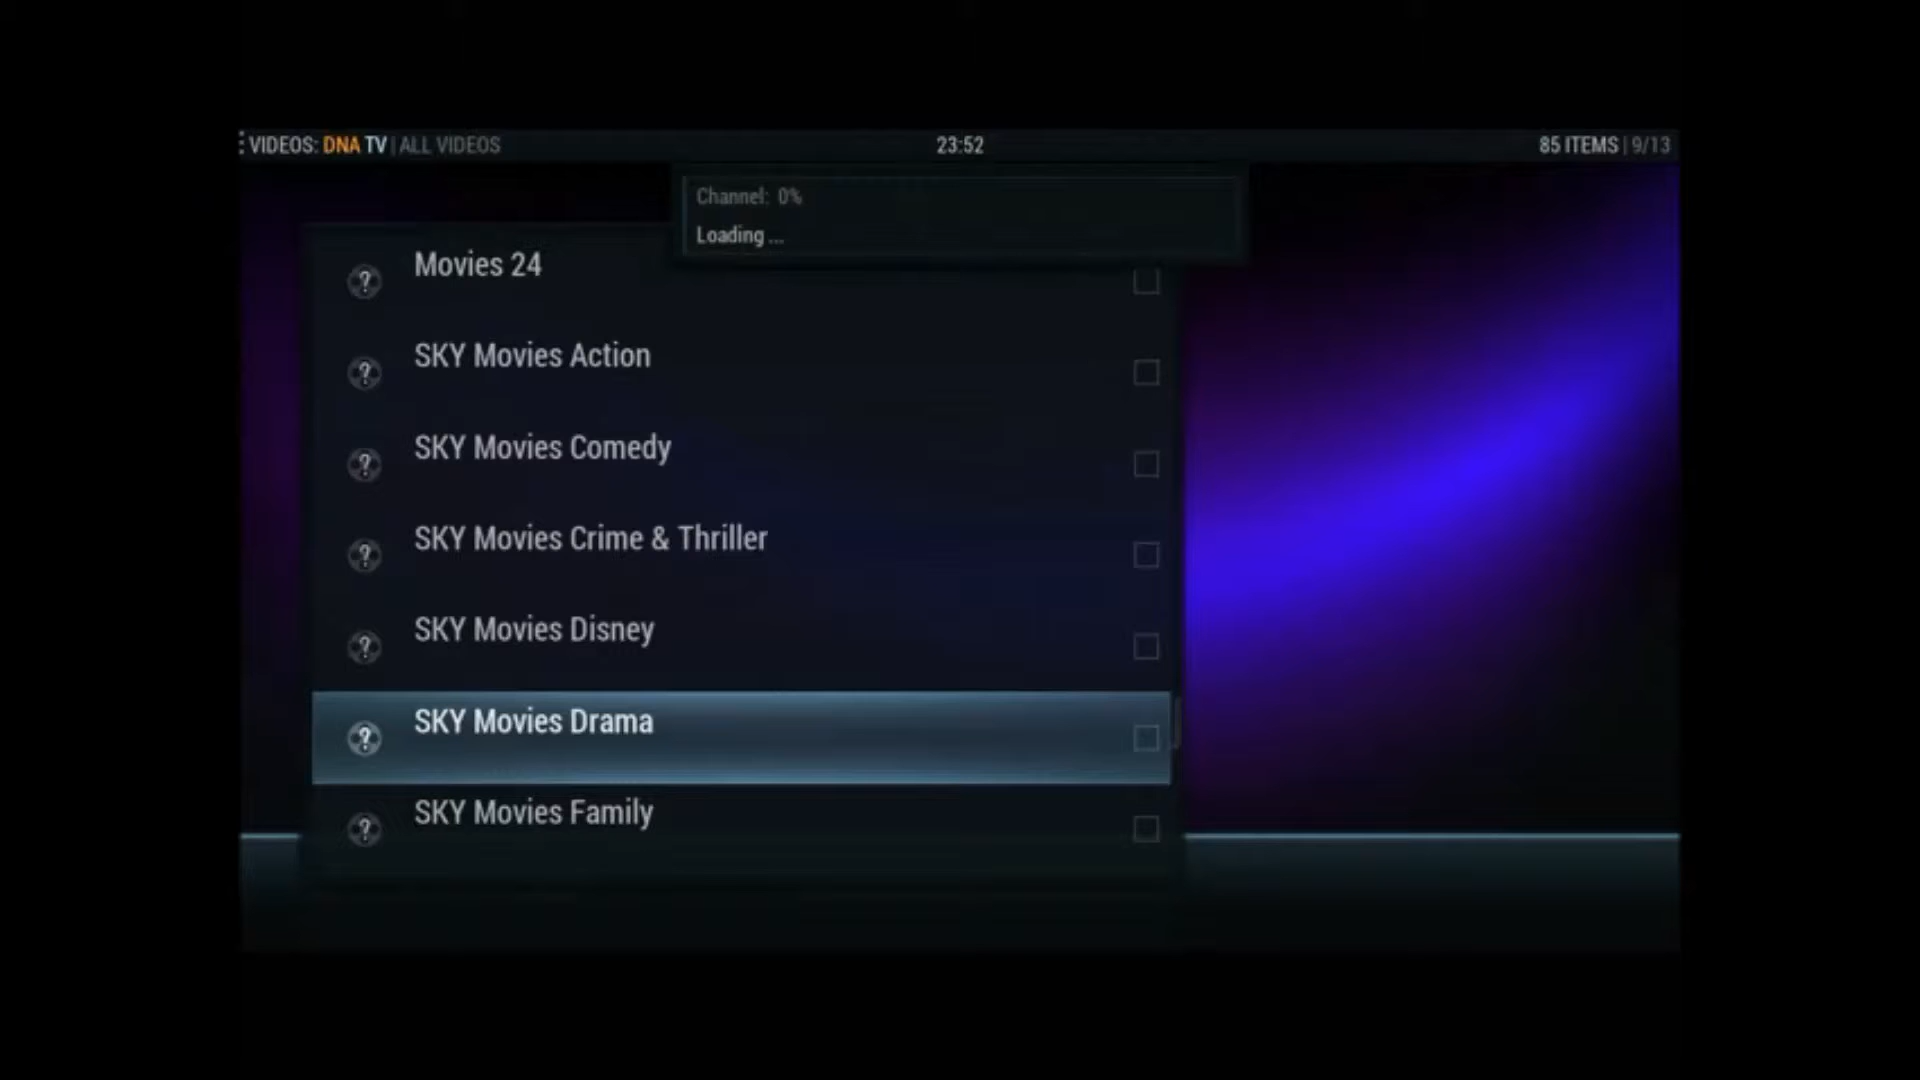 VIDEOS: DNA TV | ALL VIDEOS
23:52
85 ITEMS | 9/13
Channel: 0%
Loading ...
Movies 24
SKY Movies Action
SKY Movies Comedy
SKY Movies Crime & Thriller
SKY Movies Disney
SKY Movies Drama
SKY Movies Family